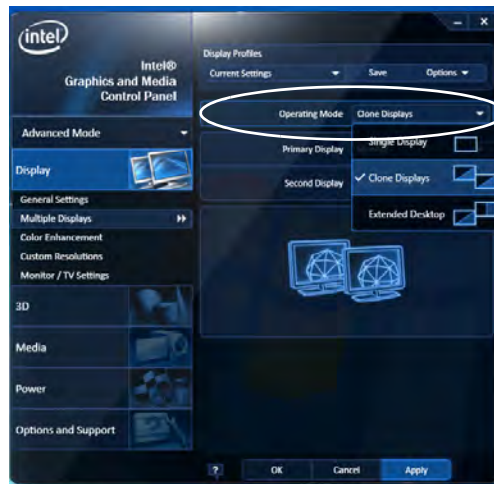 intel
Intel®
Graphics and Media
Control Panel
Advanced Mode
Display
General Settings
Multiple Displays
Color Enhancement
Custom Resolutions
Monitor / TV Settings
3D
Media
Power
Options and Support
Display Profiles
Current Settings Save Options
Operating Mode Clone Displays
Primary Display Single Display
Second Display ✓ Clone Displays
Extended Desktop
? OK Cancel Apply